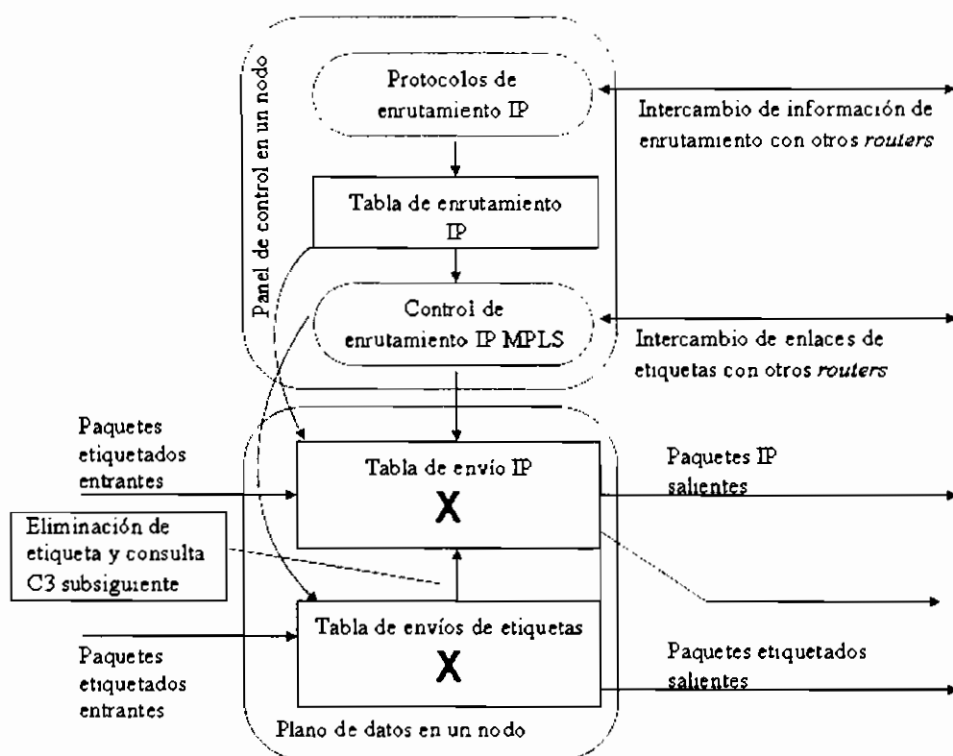 Panel de control en un nodo
Protocolos de
enrutamiento IP
Intercambio de información de
enrutamiento con otros routers
Tabla de enrutamiento
IP
Control de
enrutamiento IP MPLS
Intercambio de enlaces de
etiquetas con otros routers
Paquetes
etiquetados
entrantes
Tabla de envío IP
X
Paquetes IP
salientes
Eliminación de
etiqueta y consulta
C3 subsiguiente
Paquetes
etiquetados
entrantes
Tabla de envíos de etiquetas
X
Paquetes etiquetados
salientes
Plano de datos en un nodo